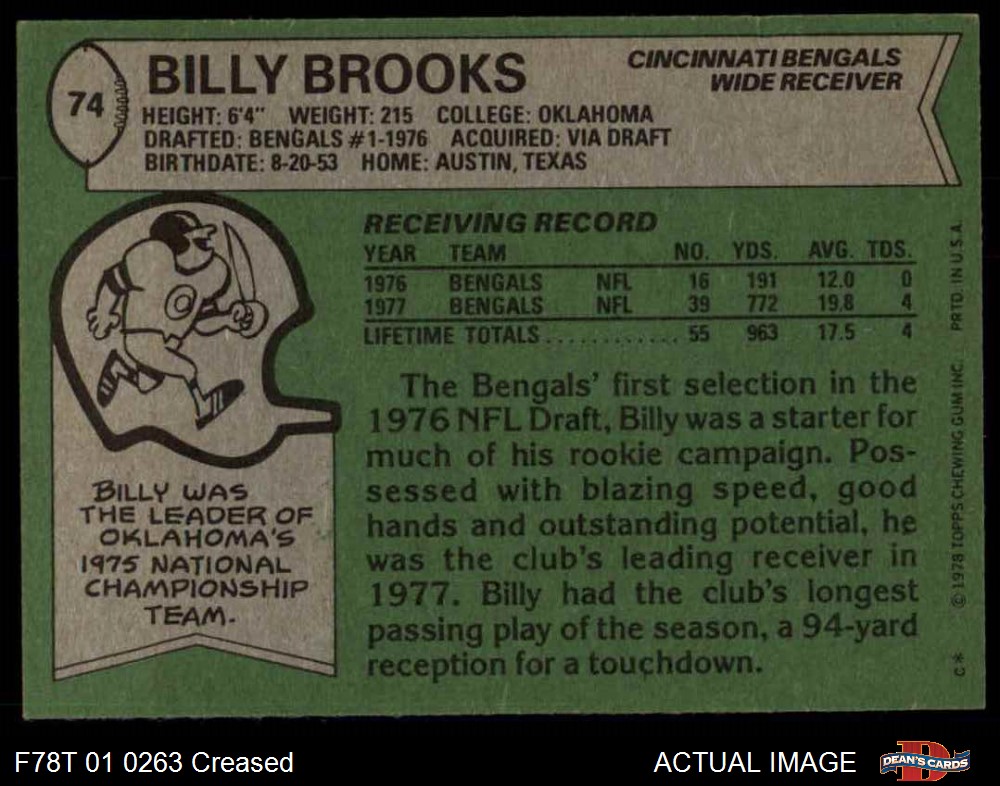 74
BILLY BROOKS
CINCINNATI BENGALS
WIDE RECEIVER
HEIGHT: 6'4" WEIGHT: 215 COLLEGE: OKLAHOMA
DRAFTED: BENGALS #1-1976 ACQUIRED: VIA DRAFT
BIRTHDATE: 8-20-53 HOME: AUSTIN, TEXAS
RECEIVING RECORD
YEAR TEAM NO. YDS. AVG. TDS.
1976 BENGALS NFL 16 191 12.0 0
1977 BENGALS NFL 39 772 19.8 4
LIFETIME TOTALS............ 55 963 17.5 4
BILLY WAS
THE LEADER OF
OKLAHOMA'S
1975 NATIONAL
CHAMPIONSHIP
TEAM.
The Bengals' first selection in the
1976 NFL Draft, Billy was a starter for
much of his rookie campaign. Pos-
sessed with blazing speed, good
hands and outstanding potential, he
was the club's leading receiver in
1977. Billy had the club's longest
passing play of the season, a 94-yard
reception for a touchdown.
C* © 1978 TOPPS CHEWING GUM INC. PRTD. IN U.S.A.
F78T 01 0263 Creased
ACTUAL IMAGE
D
DEAN'S CARDS